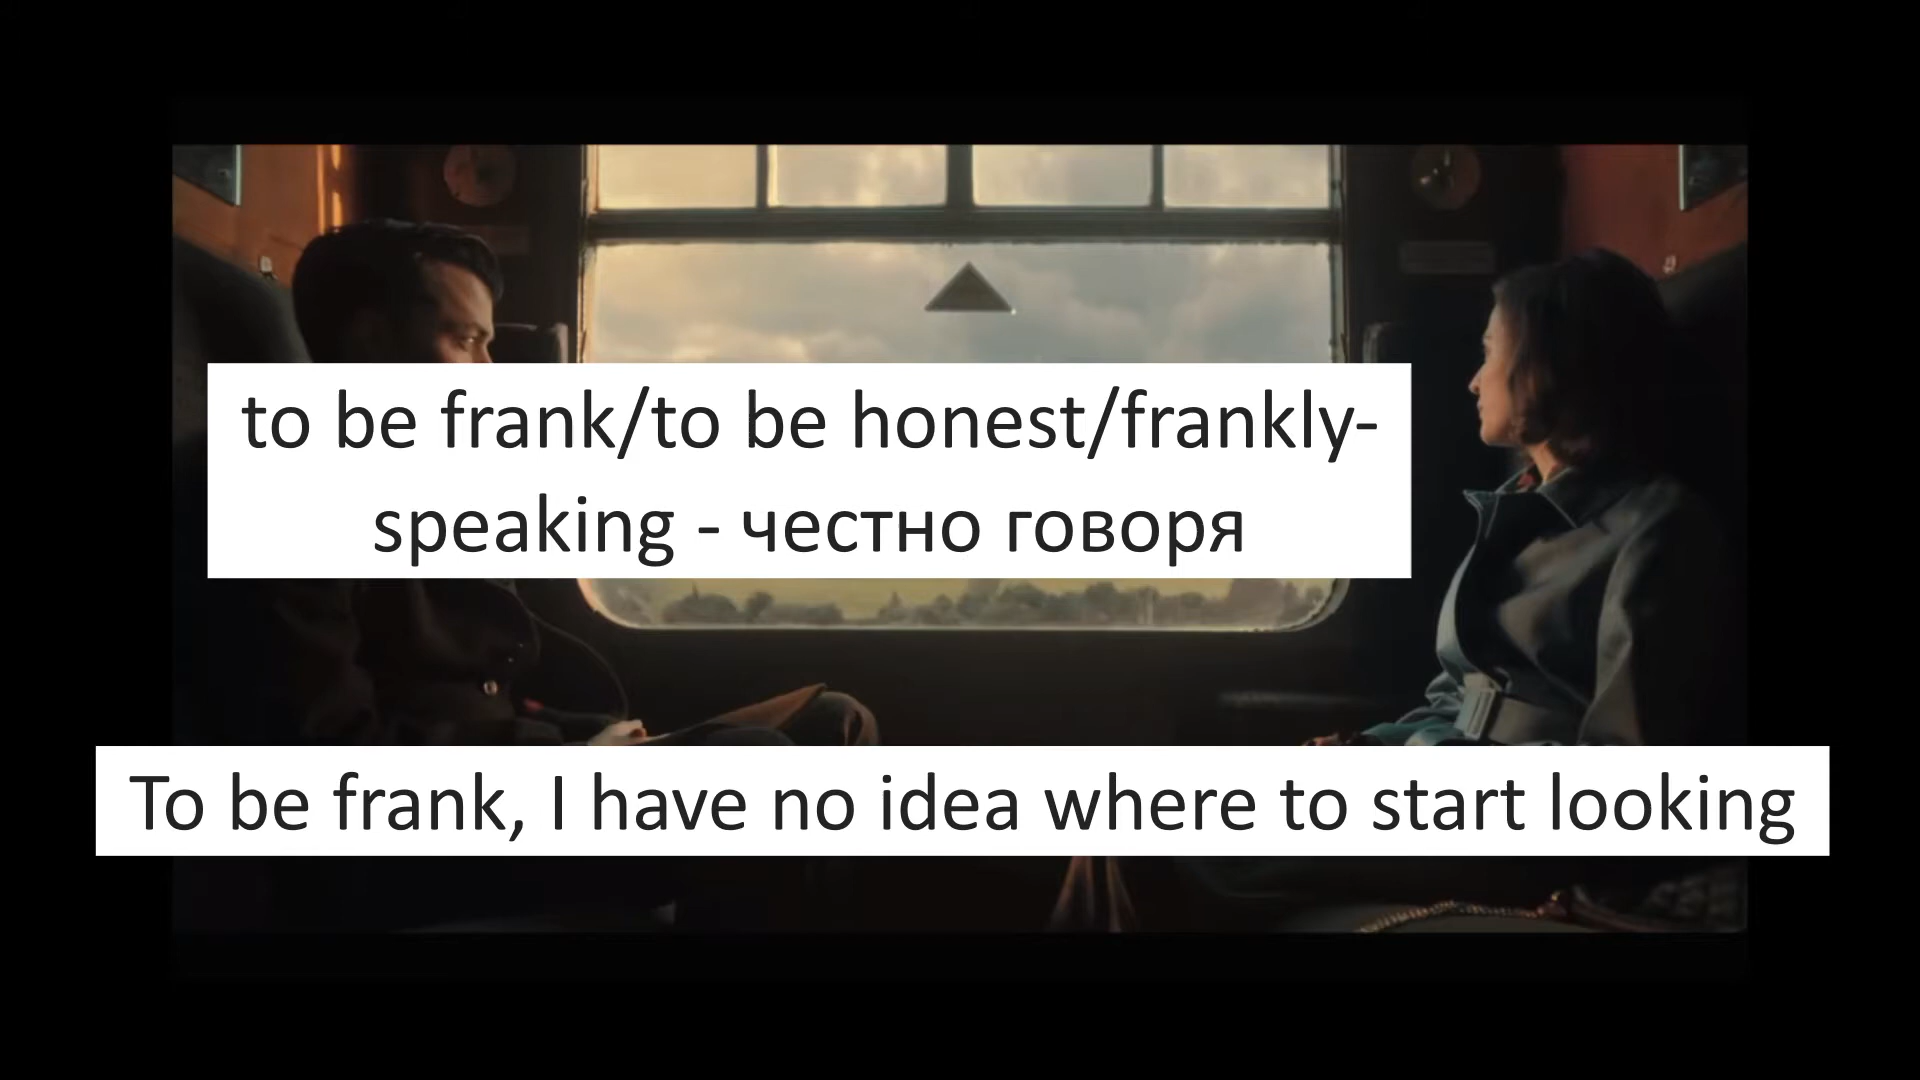 to be frank/to be honest/frankly-
speaking - честно говоря
To be frank, I have no idea where to start looking